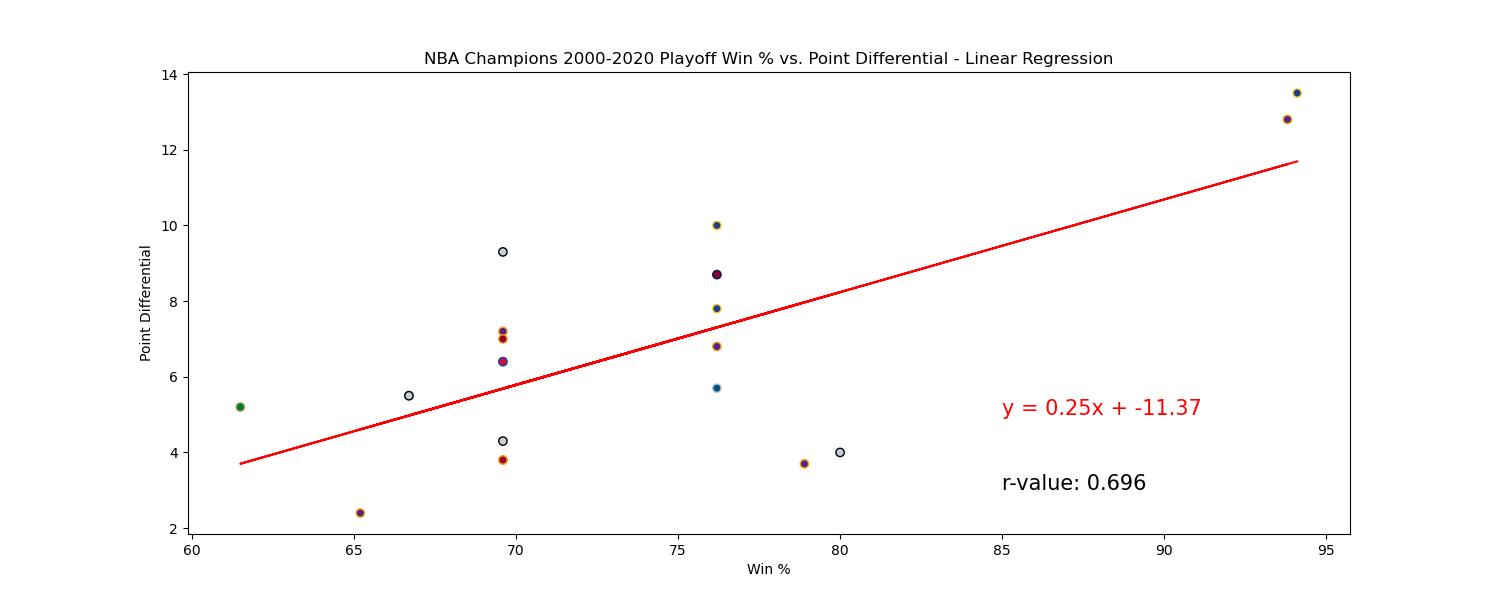 NBA Champions 2000-2020 Playoff Win % vs. Point Differential - Linear Regression
14
12
10
8
6
4
2
Point Differential
y = 0.25x + -11.37
r-value: 0.696
60 65 70 75 80 85 90 95
Win %